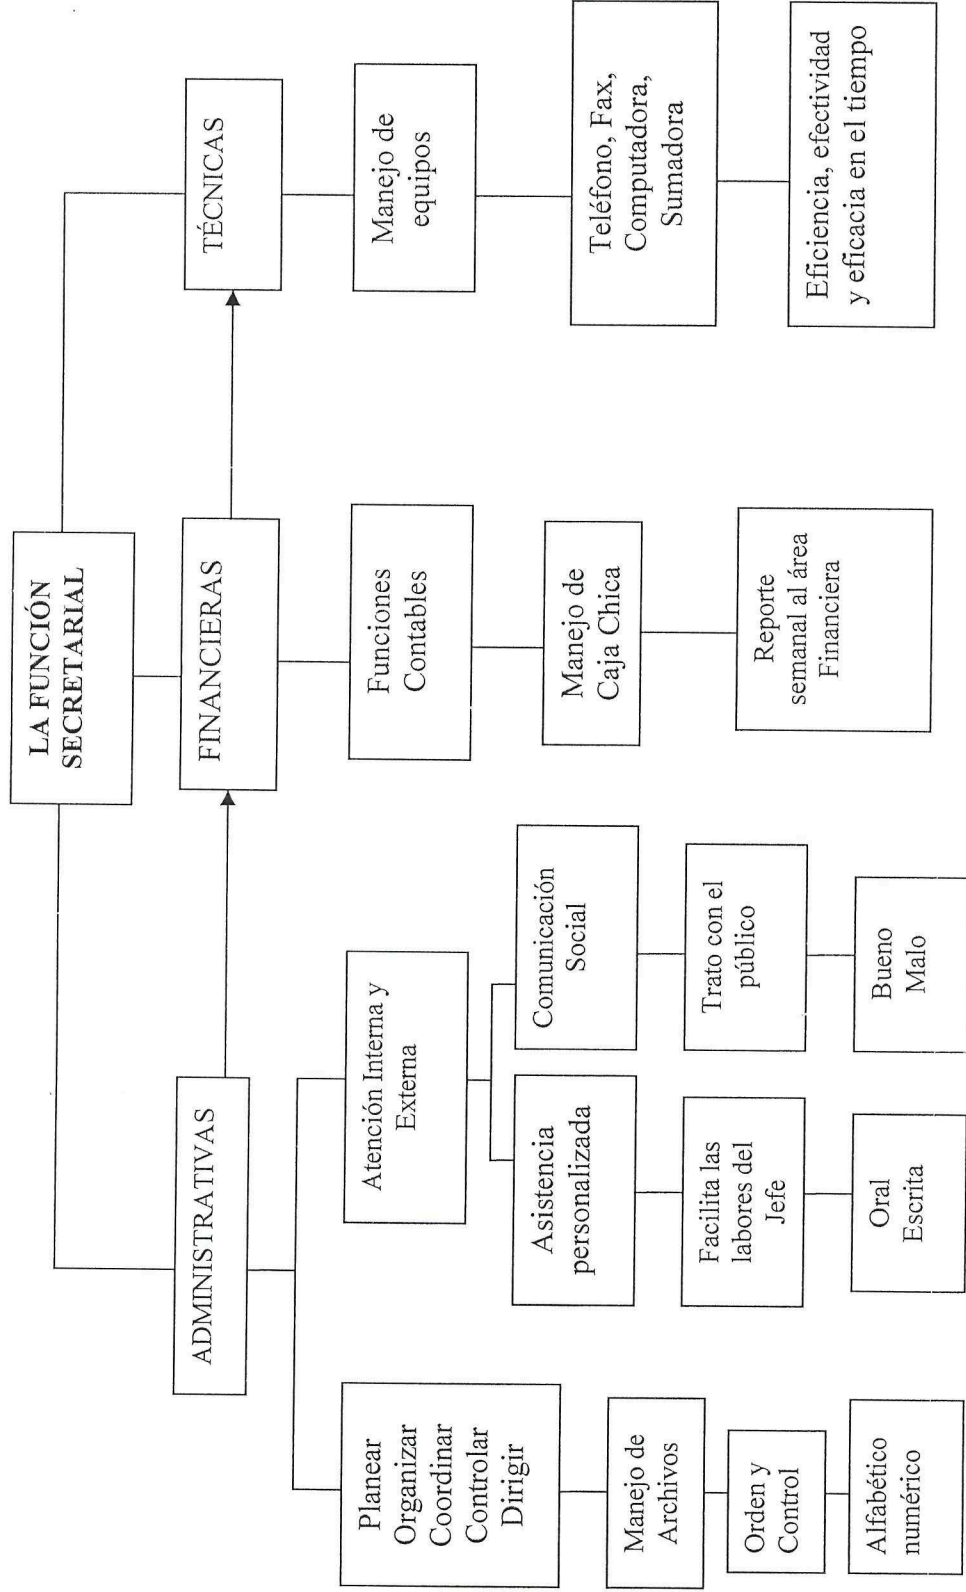 LA FUNCIÓN
SECRETARIAL
ADMINISTRATIVAS
FINANCIERAS
TÉCNICAS
Planear
Organizar
Coordinar
Controlar
Dirigir
Manejo de
Archivos
Orden y
Control
Alfabético
numérico
Atención Interna y
Externa
Asistencia
personalizada
Facilita las
labores del
Jefe
Oral
Escrita
Comunicación
Social
Trato con el
público
Bueno
Malo
Funciones
Contables
Manejo de
Caja Chica
Reporte
semanal al área
Financiera
Manejo de
equipos
Teléfono, Fax,
Computadora,
Sumadora
Eficiencia, efectividad
y eficacia en el tiempo